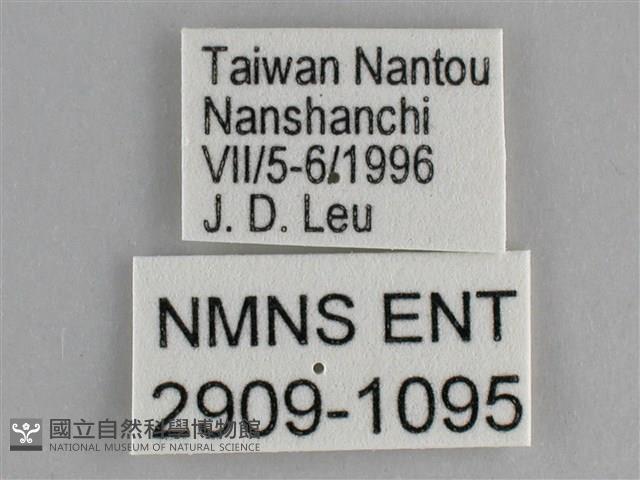 Taiwan Nantou
Nanshanchi
VII/5-6/1996
J. D. Leu
NMNS ENT
2909-1095
國立自然科學博物館
NATIONAL MUSEUM OF NATURAL SCIENCE